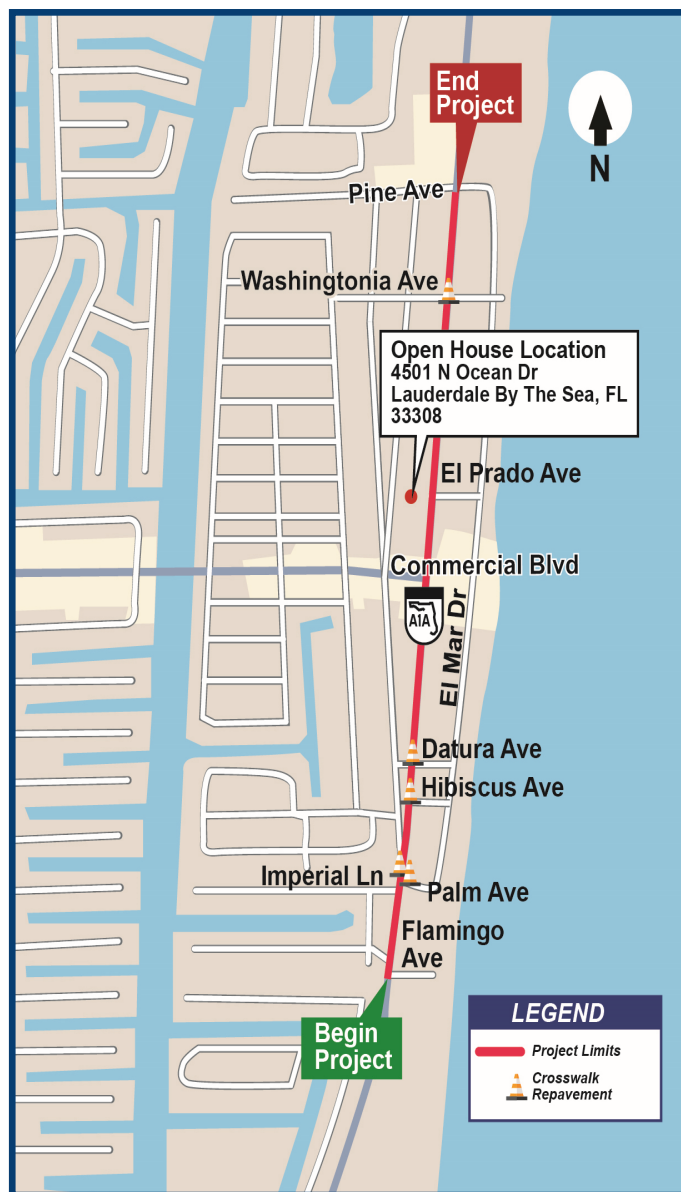 End
Project
N
Pine Ave
Washingtonia Ave
Open House Location
4501 N Ocean Dr
Lauderdale By The Sea, FL
33308
El Prado Ave
Commercial Blvd
A1A
El Mar Dr
Datura Ave
Hibiscus Ave
Imperial Ln
Palm Ave
Flamingo
Ave
Begin
Project
LEGEND
Project Limits
Crosswalk
Repavement